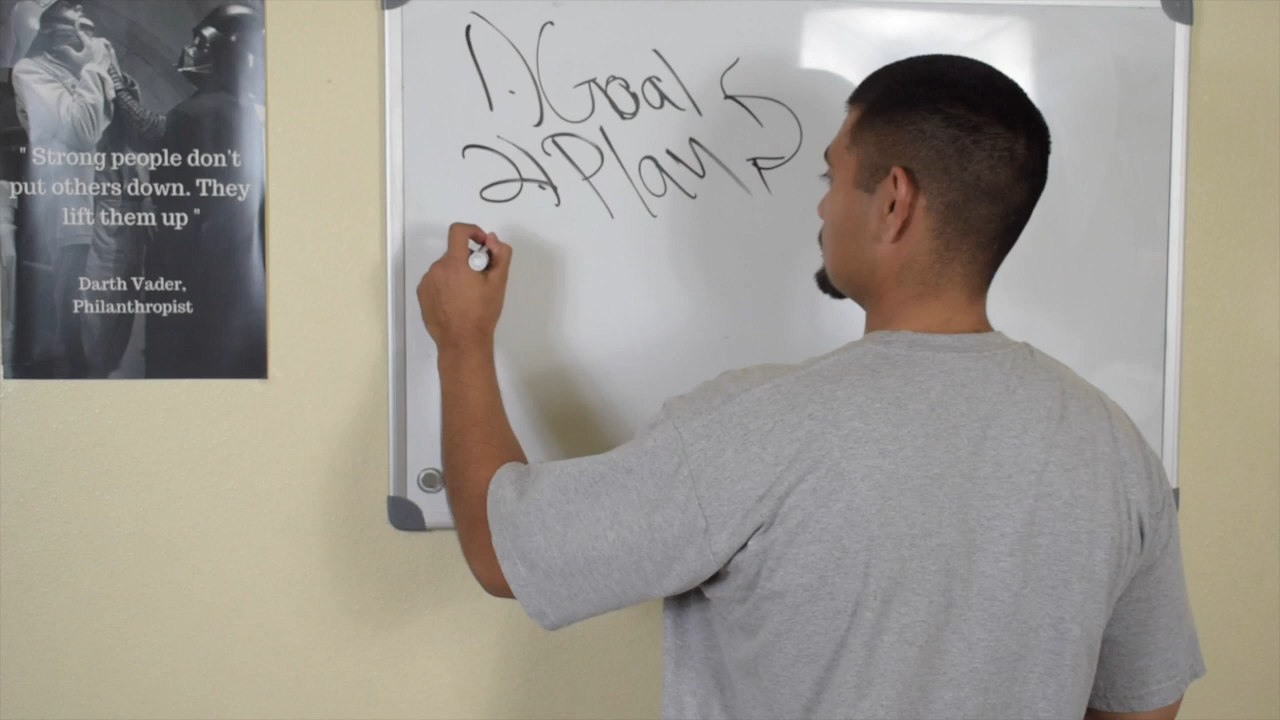 " Strong people don't
put others down. They
lift them up "
Darth Vader,
Philanthropist
1.) Goal
2.) Plan